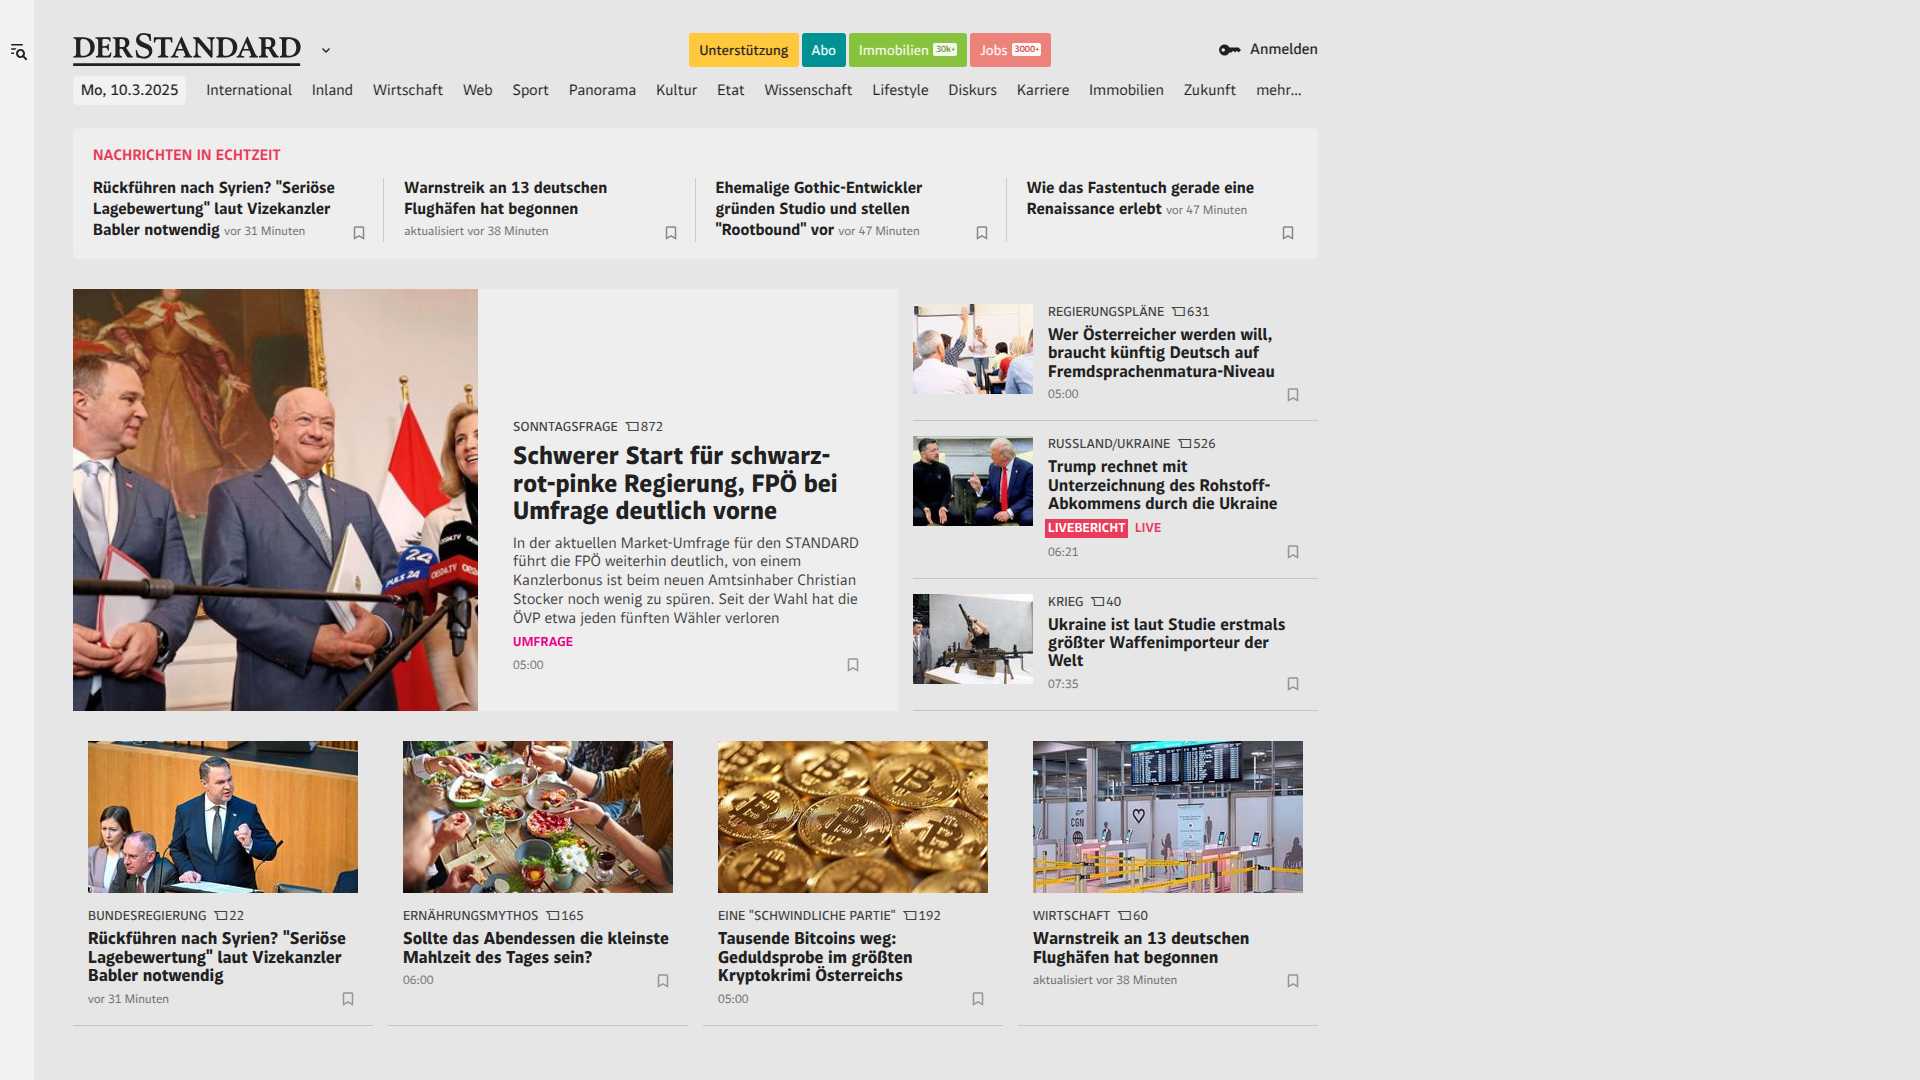 DERSTANDARD
Unterstützung
Abo
Immobilien 30k+
Jobs 3000+
Anmelden
Mo, 10.3.2025
International
Inland
Wirtschaft
Web
Sport
Panorama
Kultur
Etat
Wissenschaft
Lifestyle
Diskurs
Karriere
Immobilien
Zukunft
mehr...
NACHRICHTEN IN ECHTZEIT
Rückführen nach Syrien? "Seriöse
Lagebewertung" laut Vizekanzler
Babler notwendig vor 31 Minuten
Warnstreik an 13 deutschen
Flughäfen hat begonnen
aktualisiert vor 38 Minuten
Ehemalige Gothic-Entwickler
gründen Studio und stellen
"Rootbound" vor vor 47 Minuten
Wie das Fastentuch gerade eine
Renaissance erlebt vor 47 Minuten
PULS 24
24
OE24.TV
OE24.TV
SONNTAGSFRAGE 872
Schwerer Start für schwarz-
rot-pinke Regierung, FPÖ bei
Umfrage deutlich vorne
In der aktuellen Market-Umfrage für den STANDARD
führt die FPÖ weiterhin deutlich, von einem
Kanzlerbonus ist beim neuen Amtsinhaber Christian
Stocker noch wenig zu spüren. Seit der Wahl hat die
ÖVP etwa jeden fünften Wähler verloren
UMFRAGE
05:00
REGIERUNGSPLÄNE 631
Wer Österreicher werden will,
braucht künftig Deutsch auf
Fremdsprachenmatura-Niveau
05:00
RUSSLAND/UKRAINE 526
Trump rechnet mit
Unterzeichnung des Rohstoff-
Abkommens durch die Ukraine
LIVEBERICHT LIVE
06:21
KRIEG 40
Ukraine ist laut Studie erstmals
größter Waffenimporteur der
Welt
07:35
BUNDESREGIERUNG 22
Rückführen nach Syrien? "Seriöse
Lagebewertung" laut Vizekanzler
Babler notwendig
vor 31 Minuten
ERNÄHRUNGSMYTHOS 165
Sollte das Abendessen die kleinste
Mahlzeit des Tages sein?
06:00
EINE "SCHWINDLICHE PARTIE" 192
Tausende Bitcoins weg:
Geduldsprobe im größten
Kryptokrimi Österreichs
05:00
CGN
WIRTSCHAFT 60
Warnstreik an 13 deutschen
Flughäfen hat begonnen
aktualisiert vor 38 Minuten